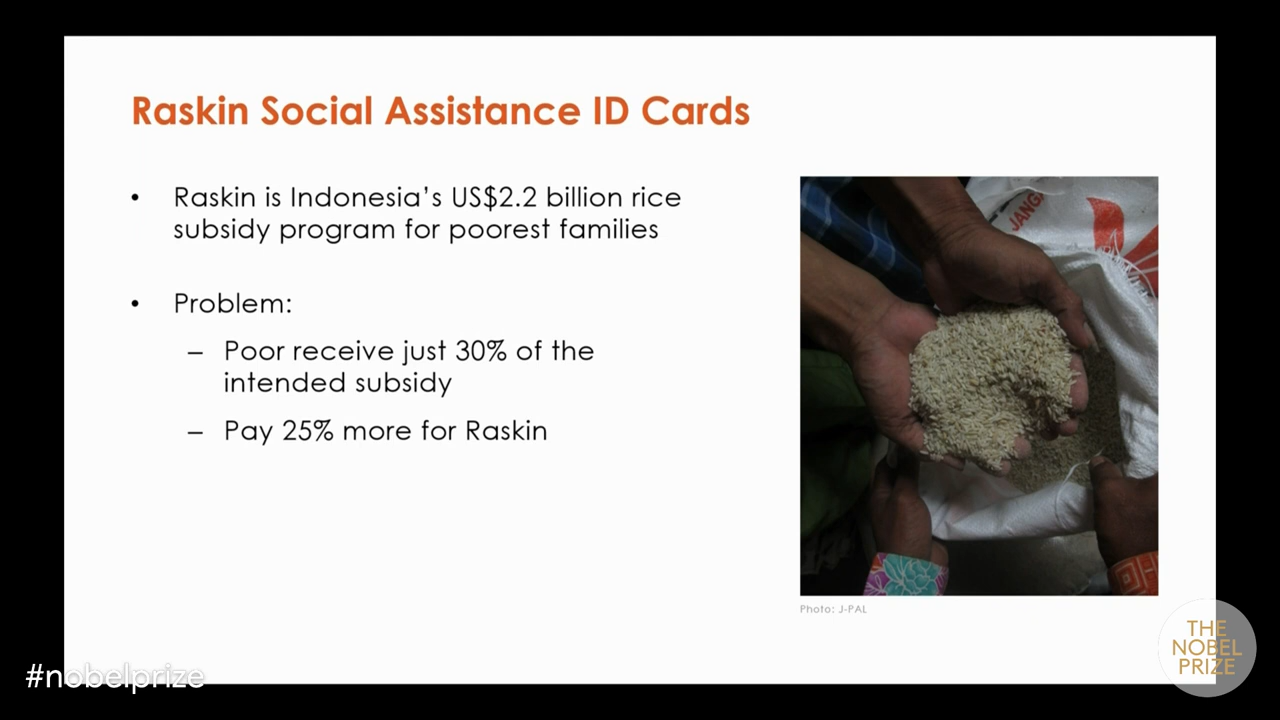 Raskin Social Assistance ID Cards
• Raskin is Indonesia's US$2.2 billion rice
subsidy program for poorest families
• Problem:
– Poor receive just 30% of the
intended subsidy
– Pay 25% more for Raskin
JANGA
Photo: J-PAL
THE
NOBEL
PRIZE
#nobelprize